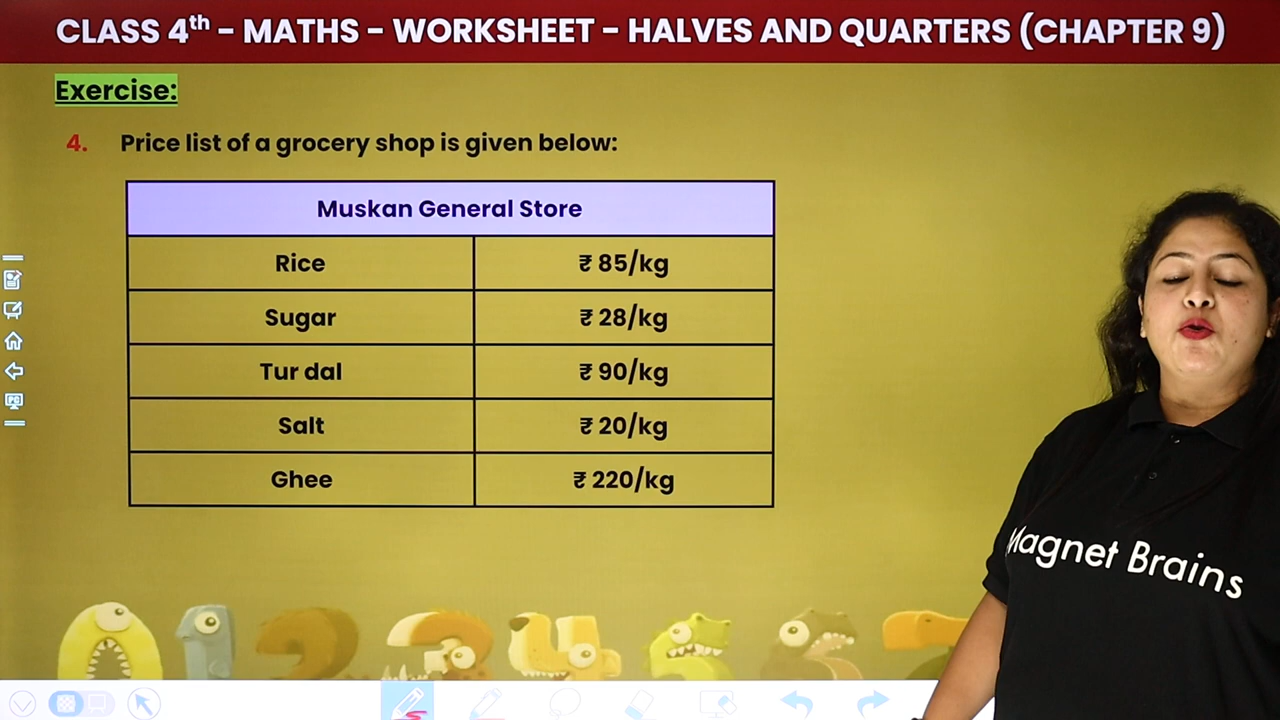 CLASS 4th - MATHS - WORKSHEET - HALVES AND QUARTERS (CHAPTER 9)
Exercise:
4. Price list of a grocery shop is given below:
Muskan General Store
Rice ₹ 85/kg
Sugar ₹ 28/kg
Tur dal ₹ 90/kg
Salt ₹ 20/kg
Ghee ₹ 220/kg
Magnet Brains